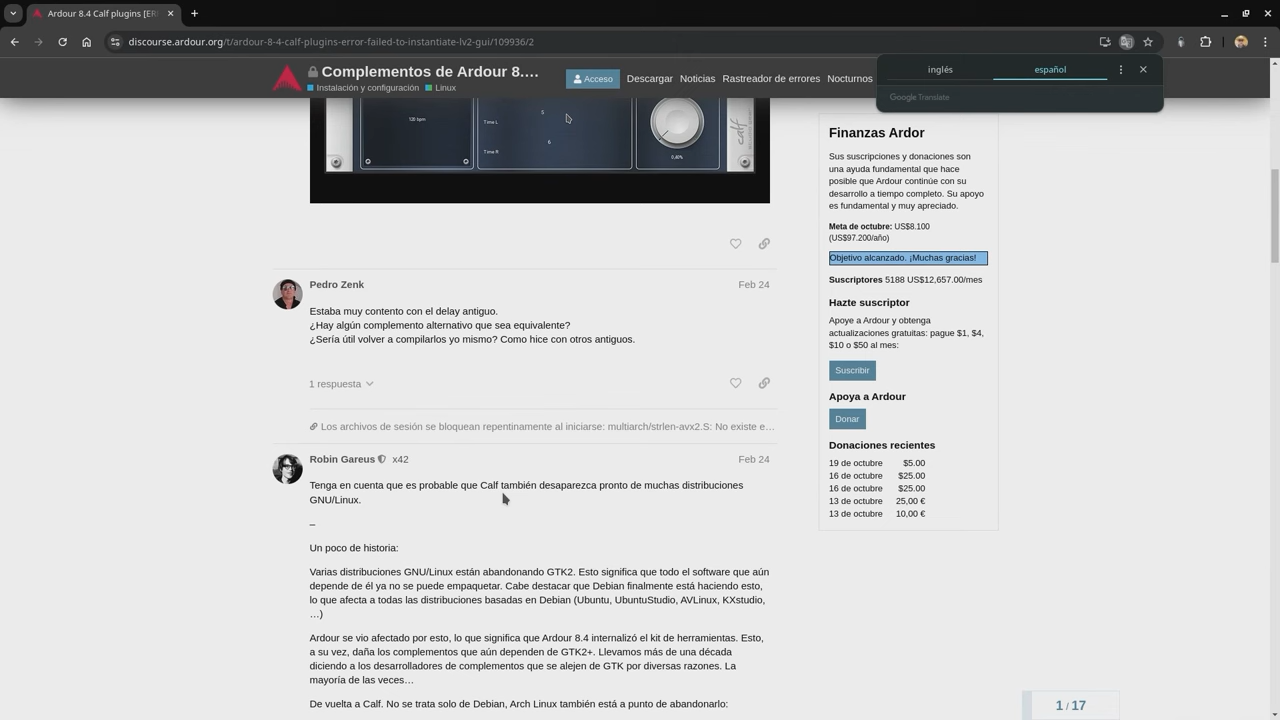 Ardour 8.4 Calf plugins [ER
discourse.ardour.org/t/ardour-8-4-calf-plugins-error-failed-to-instantiate-lv2-gui/109936/2
Complementos de Ardour 8....
Instalación y configuración Linux
Acceso
Descargar Noticias Rastreador de errores Nocturnos
inglés español
Google Translate
120 bpm
Time L
5
Time R
6
0,40%
calf
Pedro Zenk Feb 24
Estaba muy contento con el delay antiguo.
¿Hay algún complemento alternativo que sea equivalente?
¿Sería útil volver a compilarlos yo mismo? Como hice con otros antiguos.
1 respuesta
Los archivos de sesión se bloquean repentinamente al iniciarse: multiarch/strlen-avx2.S: No existe e...
Robin Gareus x42 Feb 24
Tenga en cuenta que es probable que Calf también desaparezca pronto de muchas distribuciones
GNU/Linux.
–
Un poco de historia:
Varias distribuciones GNU/Linux están abandonando GTK2. Esto significa que todo el software que aún
depende de él ya no se puede empaquetar. Cabe destacar que Debian finalmente está haciendo esto,
lo que afecta a todas las distribuciones basadas en Debian (Ubuntu, UbuntuStudio, AVLinux, KXstudio,
…)
Ardour se vio afectado por esto, lo que significa que Ardour 8.4 internalizó el kit de herramientas. Esto,
a su vez, daña los complementos que aún dependen de GTK2+. Llevamos más de una década
diciendo a los desarrolladores de complementos que se alejen de GTK por diversas razones. La
mayoría de las veces…
De vuelta a Calf. No se trata solo de Debian, Arch Linux también está a punto de abandonarlo:
Finanzas Ardor
Sus suscripciones y donaciones son
una ayuda fundamental que hace
posible que Ardour continúe con su
desarrollo a tiempo completo. Su apoyo
es fundamental y muy apreciado.
Meta de octubre: US$8.100
(US$97.200/año)
Objetivo alcanzado. ¡Muchas gracias!
Suscriptores 5188 US$12,657.00/mes
Hazte suscriptor
Apoye a Ardour y obtenga
actualizaciones gratuitas: pague $1, $4,
$10 o $50 al mes:
Suscribir
Apoya a Ardour
Donar
Donaciones recientes
19 de octubre $5.00
16 de octubre $25.00
16 de octubre $25.00
13 de octubre 25,00 €
13 de octubre 10,00 €
1 / 17